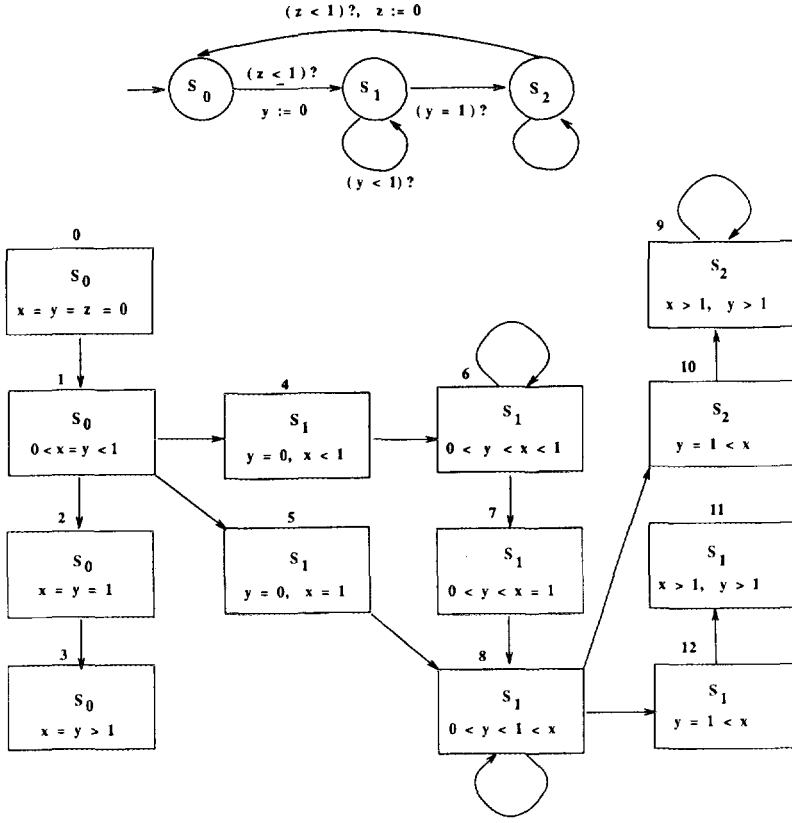 ( z < 1 )?, z := 0
S0
( z < 1 )?
y := 0
S1
( y = 1 )?
S2
( y < 1 )?
0
S0
x = y = z = 0
1
S0
0 < x = y < 1
2
S0
x = y = 1
3
S0
x = y > 1
4
S1
y = 0, x < 1
5
S1
y = 0, x = 1
6
S1
0 < y < x < 1
7
S1
0 < y < x = 1
8
S1
0 < y < 1 < x
9
S2
x > 1, y > 1
10
S2
y = 1 < x
11
S1
x > 1, y > 1
12
S1
y = 1 < x